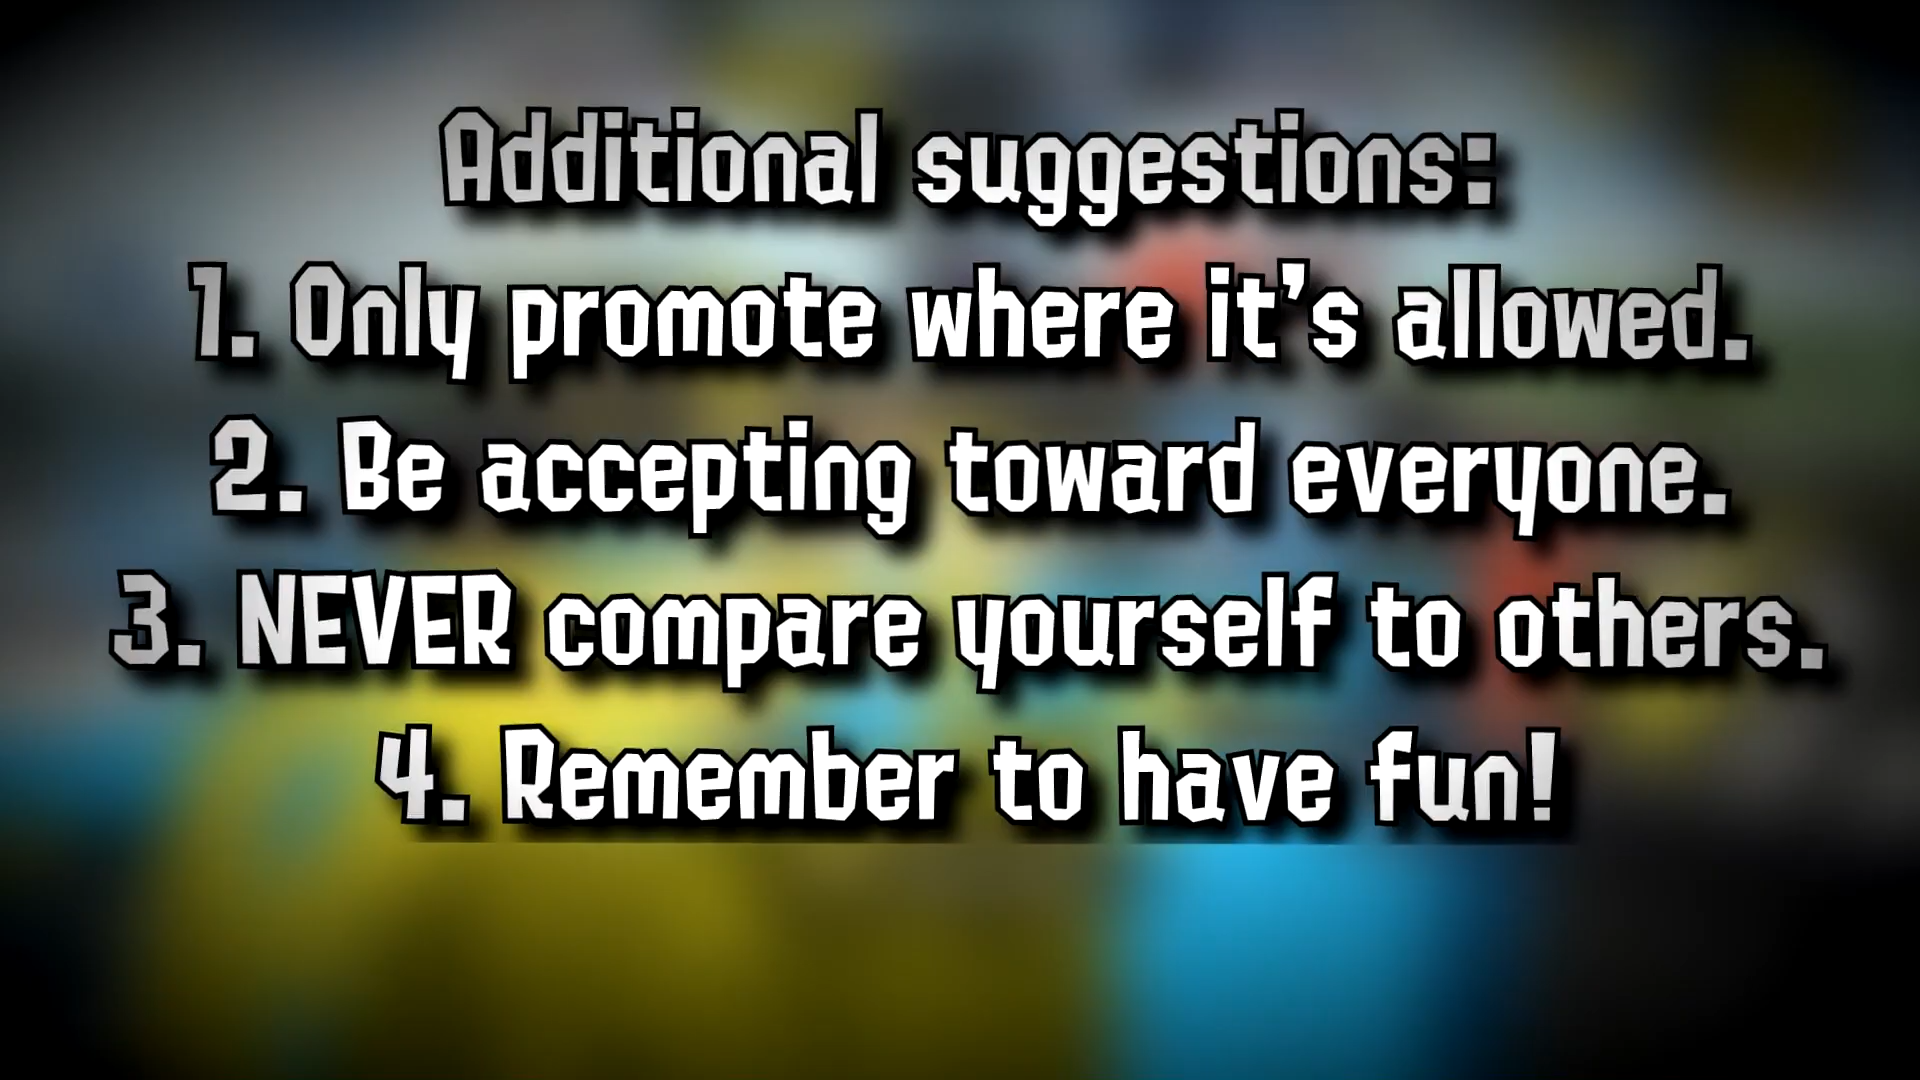 Additional suggestions:
1. Only promote where it's allowed.
2. Be accepting toward everyone.
3. NEVER compare yourself to others.
4. Remember to have fun!